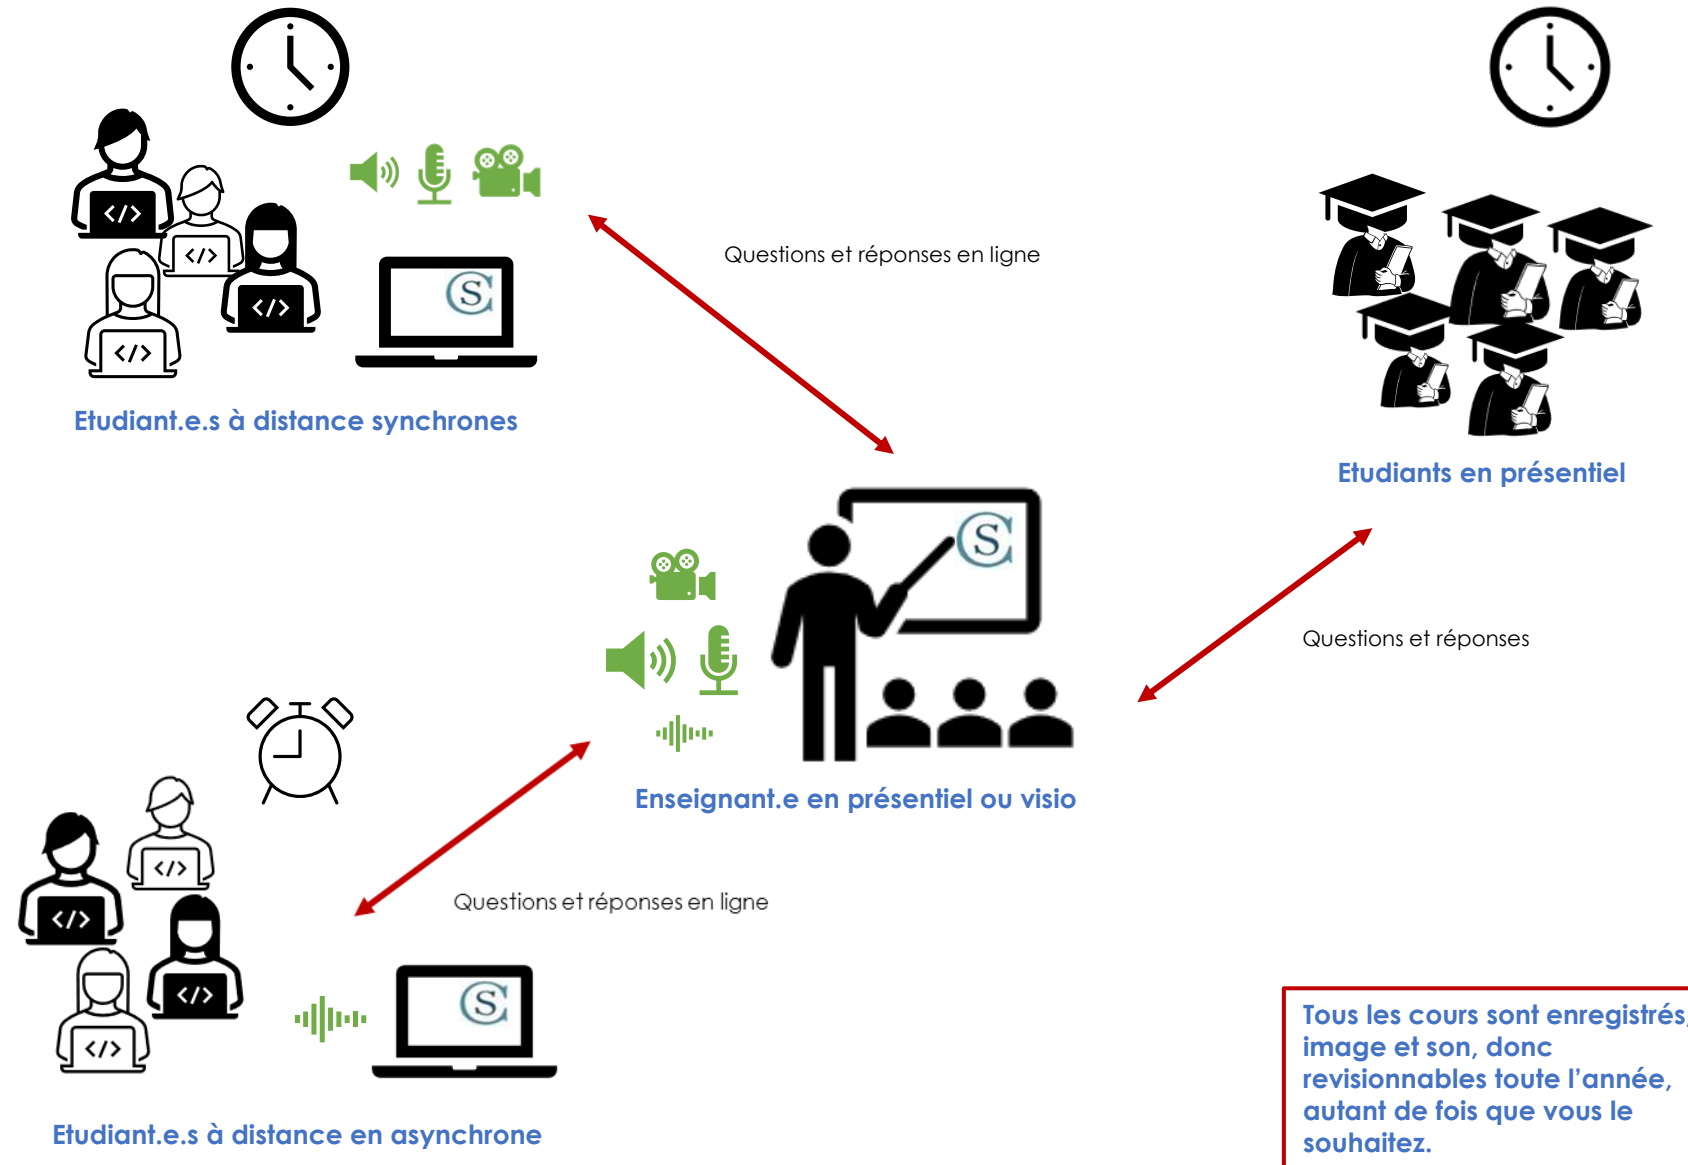 </>
</>
</>
</>
S
Questions et réponses en ligne
Etudiant.e.s à distance synchrones
Etudiants en présentiel
CS
Questions et réponses
Enseignant.e en présentiel ou visio
</>
</>
</>
</>
Questions et réponses en ligne
CS
Etudiant.e.s à distance en asynchrone
Tous les cours sont enregistrés,
image et son, donc
revisionnables toute l’année,
autant de fois que vous le
souhaitez.